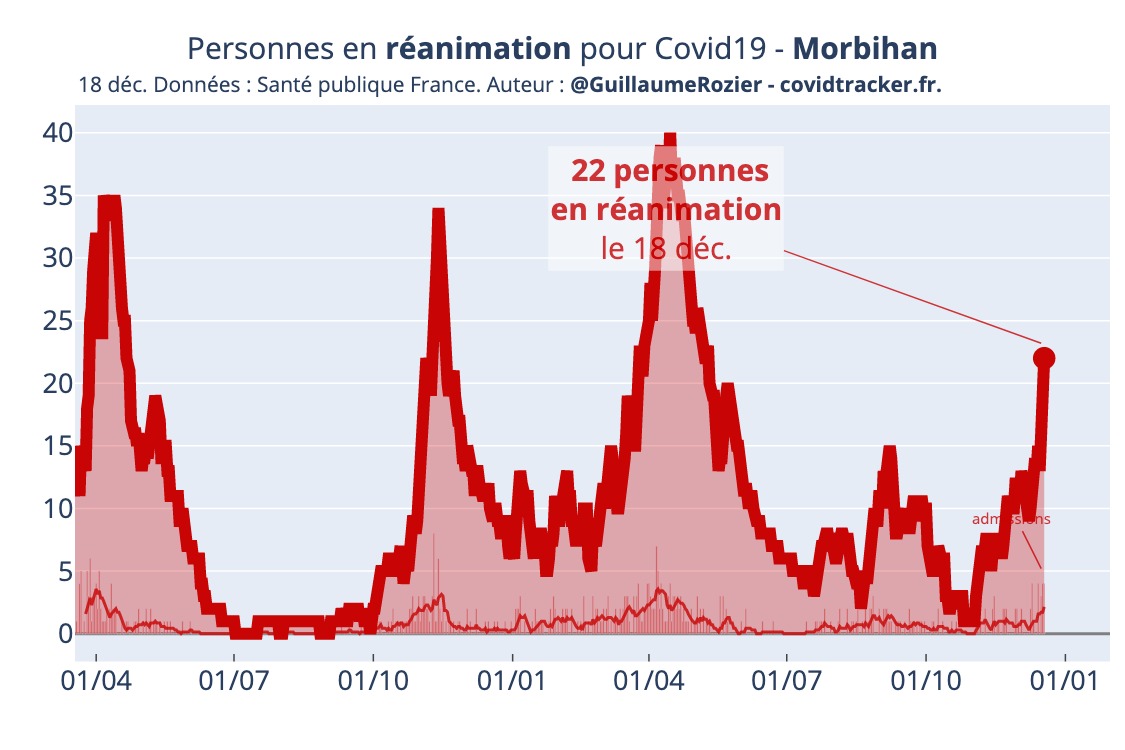 Personnes en réanimation pour Covid19 - Morbihan
18 déc. Données : Santé publique France. Auteur : @GuillaumeRozier - covidtracker.fr.
40
35
30
25
20
15
10
5
0
22 personnes
en réanimation
le 18 déc.
admissions
01/04 01/07 01/10 01/01 01/04 01/07 01/10 01/01